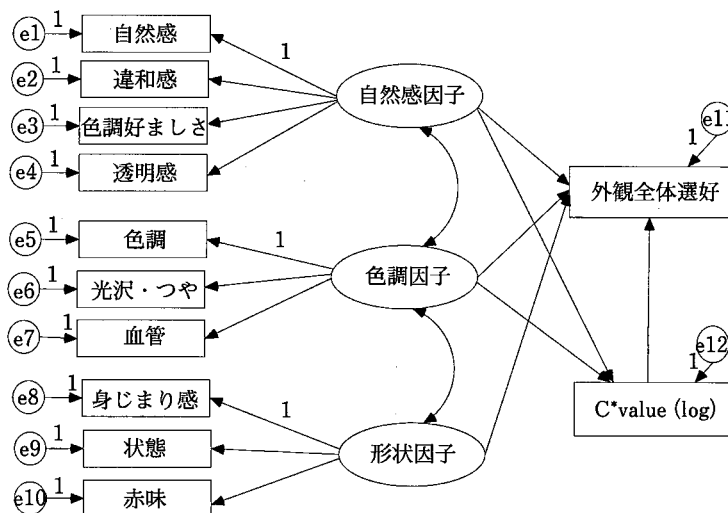 e1 1 自然感
e2 1 違和感
e3 1 色調好ましさ
e4 1 透明感
1 自然感因子
e5 1 色調
e6 1 光沢・つや
e7 1 血管
1 色調因子
e8 1 身じまり感
e9 1 状態
e10 1 赤味
1 形状因子
e11
1
外観全体選好
e12
1
C*value (log)